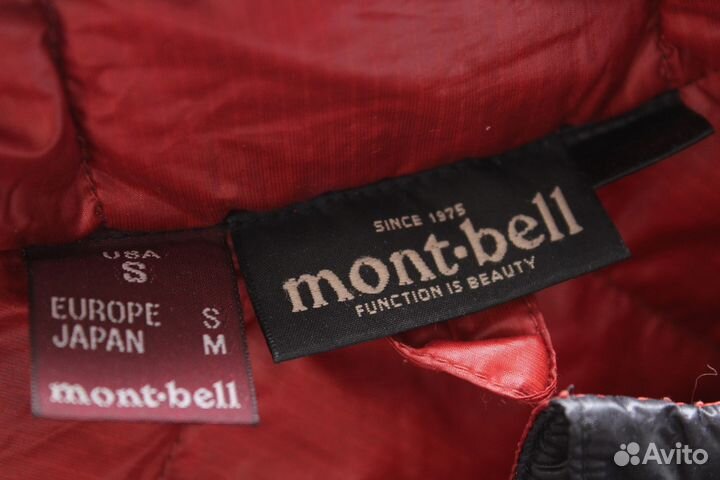 USA
S
EUROPE S
JAPAN M
mont·bell
SINCE 1975
mont·bell
FUNCTION IS BEAUTY
Avito